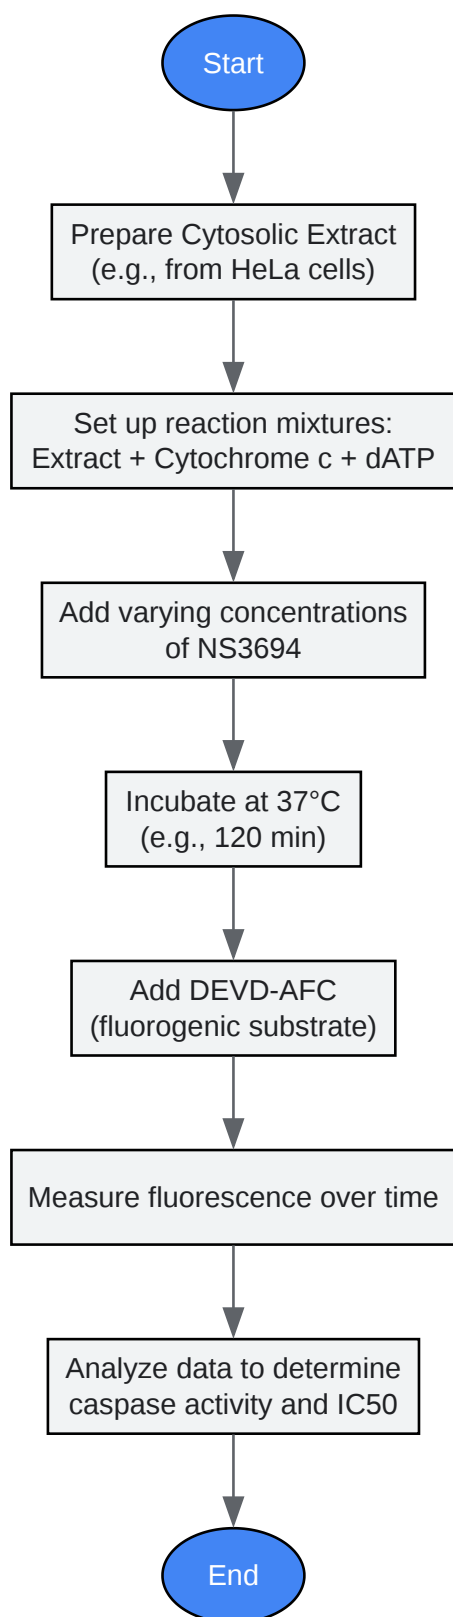 Start
Prepare Cytosolic Extract
(e.g., from HeLa cells)
Set up reaction mixtures:
Extract + Cytochrome c + dATP
Add varying concentrations
of NS3694
Incubate at 37°C
(e.g., 120 min)
Add DEVD-AFC
(fluorogenic substrate)
Measure fluorescence over time
Analyze data to determine
caspase activity and IC50
End